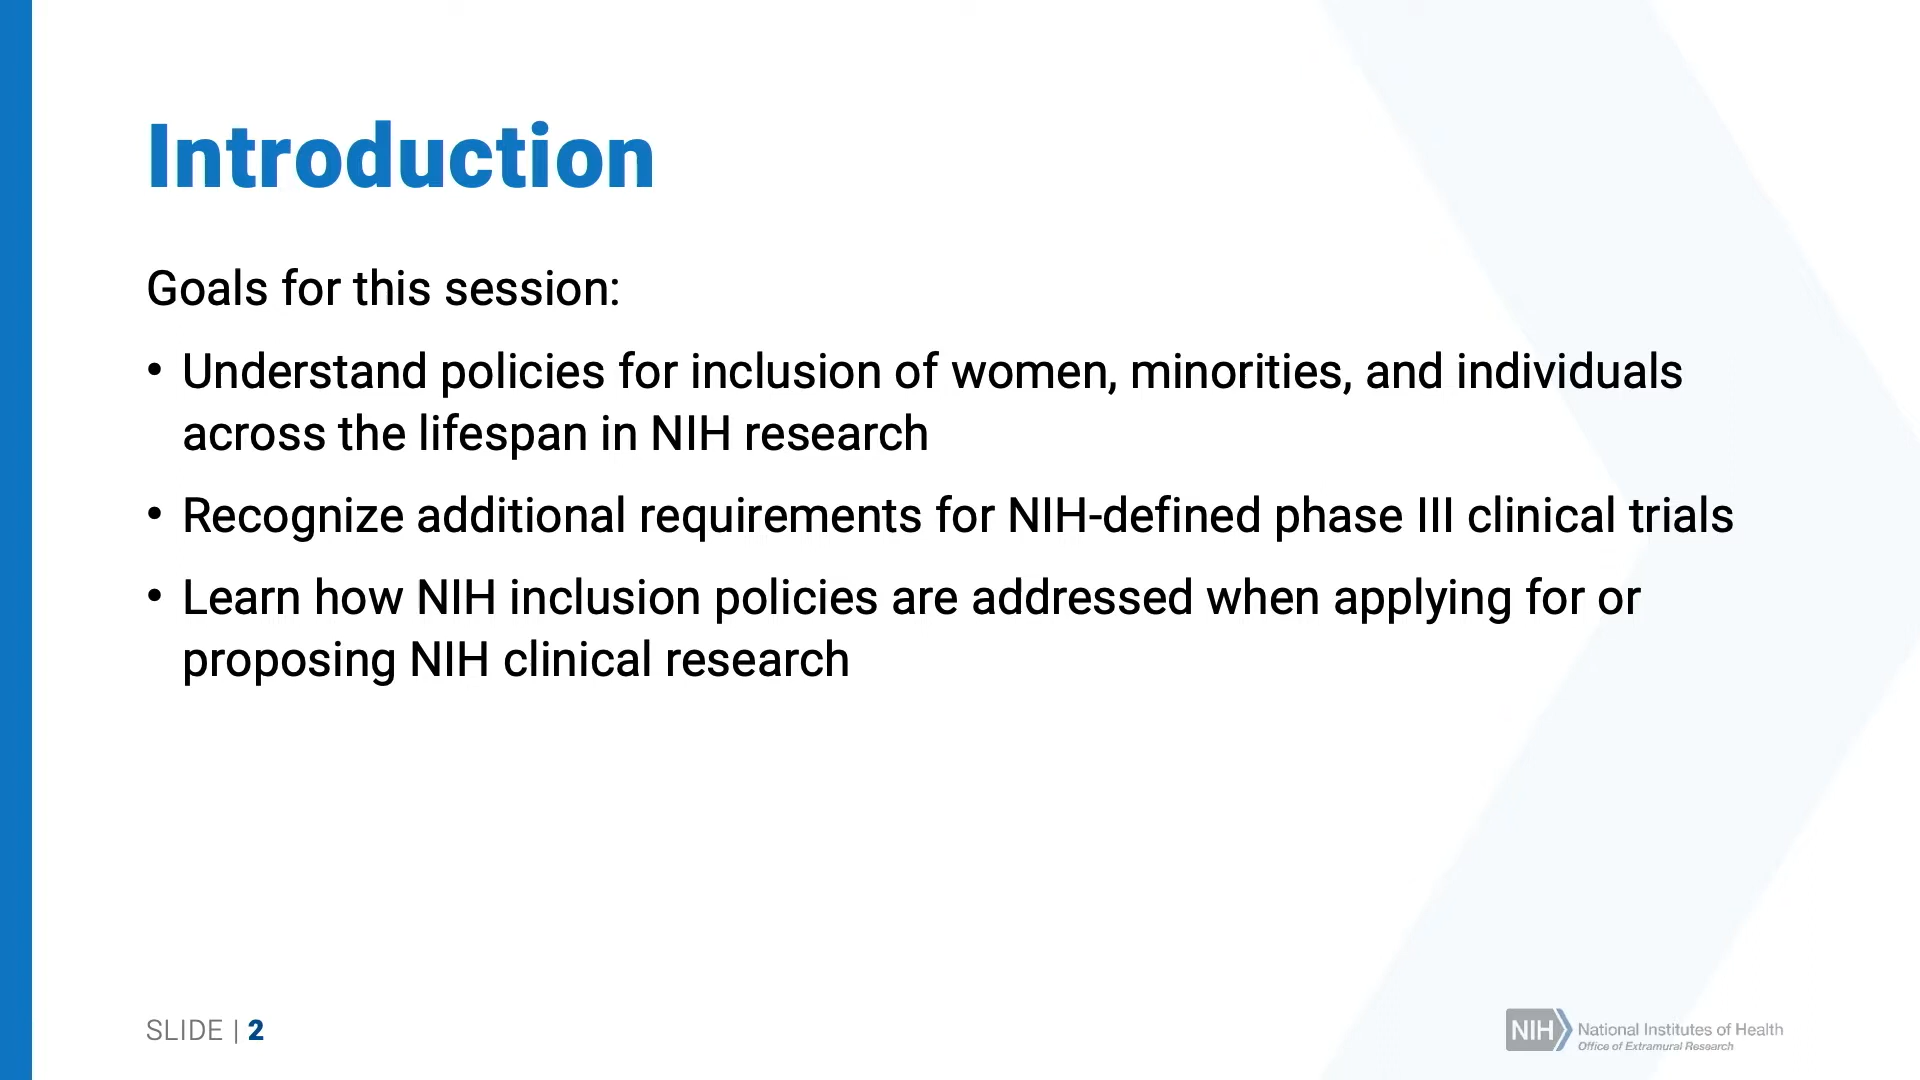 Introduction
Goals for this session:
• Understand policies for inclusion of women, minorities, and individuals
across the lifespan in NIH research
• Recognize additional requirements for NIH-defined phase III clinical trials
• Learn how NIH inclusion policies are addressed when applying for or
proposing NIH clinical research
SLIDE | 2
NIH National Institutes of Health
Office of Extramural Research